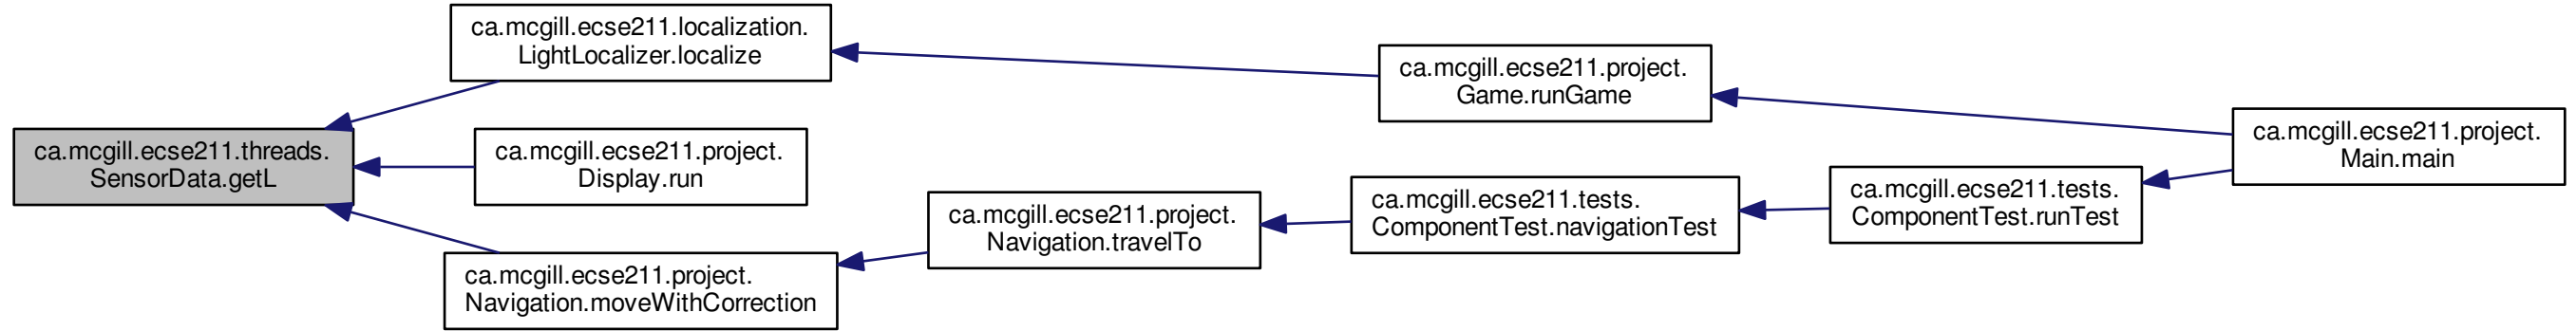 ca.mcgill.ecse211.threads.
SensorData.getL
ca.mcgill.ecse211.localization.
LightLocalizer.localize
ca.mcgill.ecse211.project.
Display.run
ca.mcgill.ecse211.project.
Navigation.moveWithCorrection
ca.mcgill.ecse211.project.
Navigation.travelTo
ca.mcgill.ecse211.project.
Game.runGame
ca.mcgill.ecse211.tests.
ComponentTest.navigationTest
ca.mcgill.ecse211.tests.
ComponentTest.runTest
ca.mcgill.ecse211.project.
Main.main